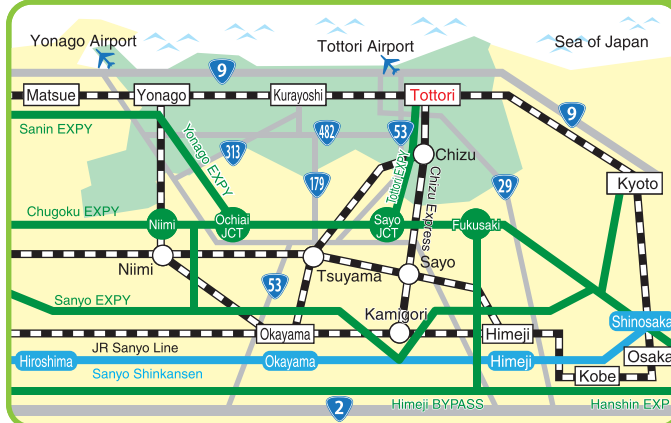 Yonago Airport
Tottori Airport
Sea of Japan
9
Matsue
Yonago
Kurayoshi
Tottori
9
Sanin EXPY
Yonago EXPY
313
482
53
Chizu
179
Tottori EXPY
Chizu Express
29
Kyoto
Chugoku EXPY
Niimi
Ochiai
JCT
Sayo
JCT
Fukusaki
Niimi
Tsuyama
Sayo
53
Sanyo EXPY
Kamigori
Okayama
Himeji
Shinosaka
JR Sanyo Line
Hiroshima
Okayama
Himeji
Osaka
Sanyo Shinkansen
Kobe
2
Himeji BYPASS
Hanshin EXP